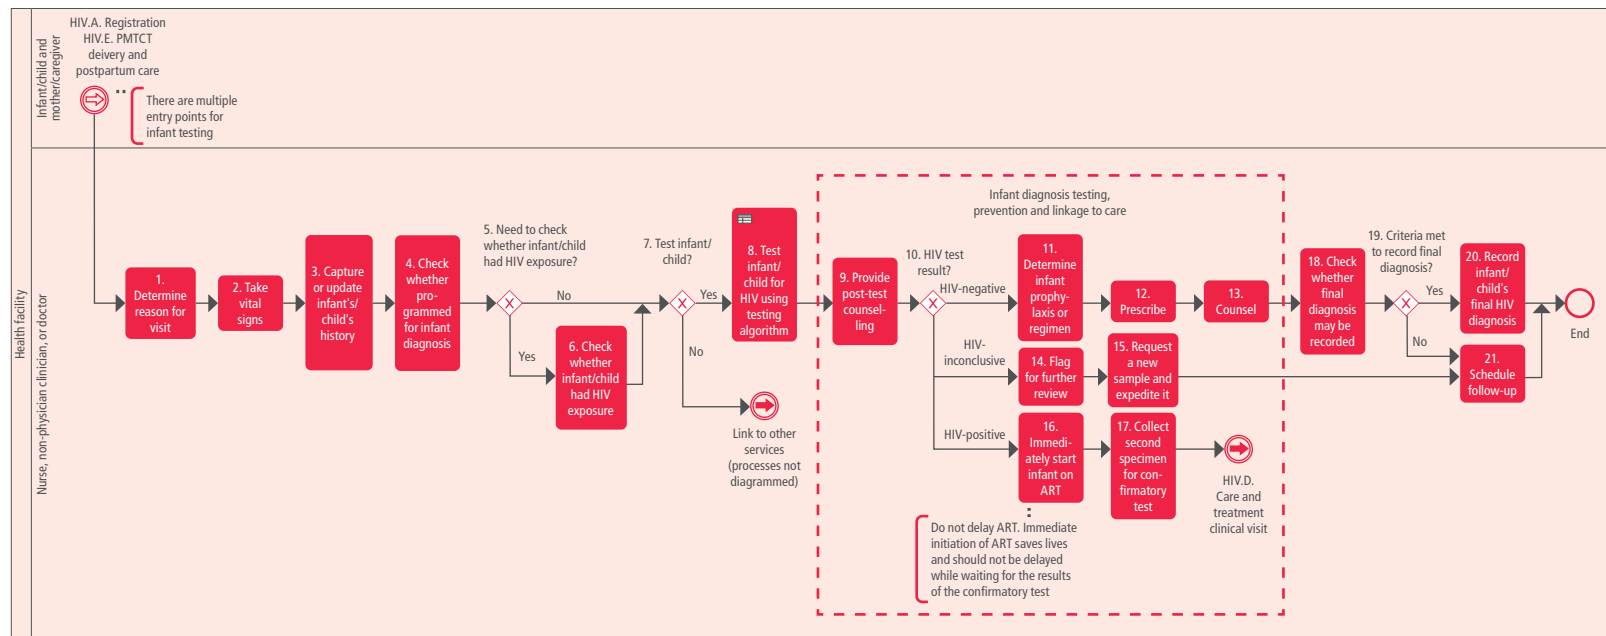 Health facility
Infant/child and
mother/caregiver
HIV.A. Registration
HIV.E. PMTCT
deivery and
postpartum care
There are multiple
entry points for
infant testing
Nurse, non-physician clinician, or doctor
1.
Determine
reason for
visit
2. Take
vital
signs
3. Capture
or update
infant's/
child's
history
4. Check
whether
pro-
grammed
for infant
diagnosis
5. Need to check
whether infant/child
had HIV exposure?
No
Yes
6. Check
whether
infant/child
had HIV
exposure
7. Test infant/
child?
Yes
No
Link to other
services
(processes not
diagrammed)
8. Test
infant/
child for
HIV using
testing
algorithm
Infant diagnosis testing,
prevention and linkage to care
9. Provide
post-test
counsel-
ling
10. HIV test
result?
HIV-negative
11.
Determine
infant
prophy-
laxis or
regimen
12.
Prescribe
13.
Counsel
HIV-
inconclusive
14. Flag
for further
review
15. Request
a new
sample and
expedite it
HIV-positive
16.
Immedi-
ately start
infant on
ART
17. Collect
second
specimen
for con-
firmatory
test
HIV.D.
Care and
treatment
clinical visit
Do not delay ART. Immediate
initiation of ART saves lives
and should not be delayed
while waiting for the results
of the confirmatory test
18. Check
whether
final
diagnosis
may be
recorded
19. Criteria met
to record final
diagnosis?
Yes
No
20. Record
infant/
child's
final HIV
diagnosis
21.
Schedule
follow-up
End